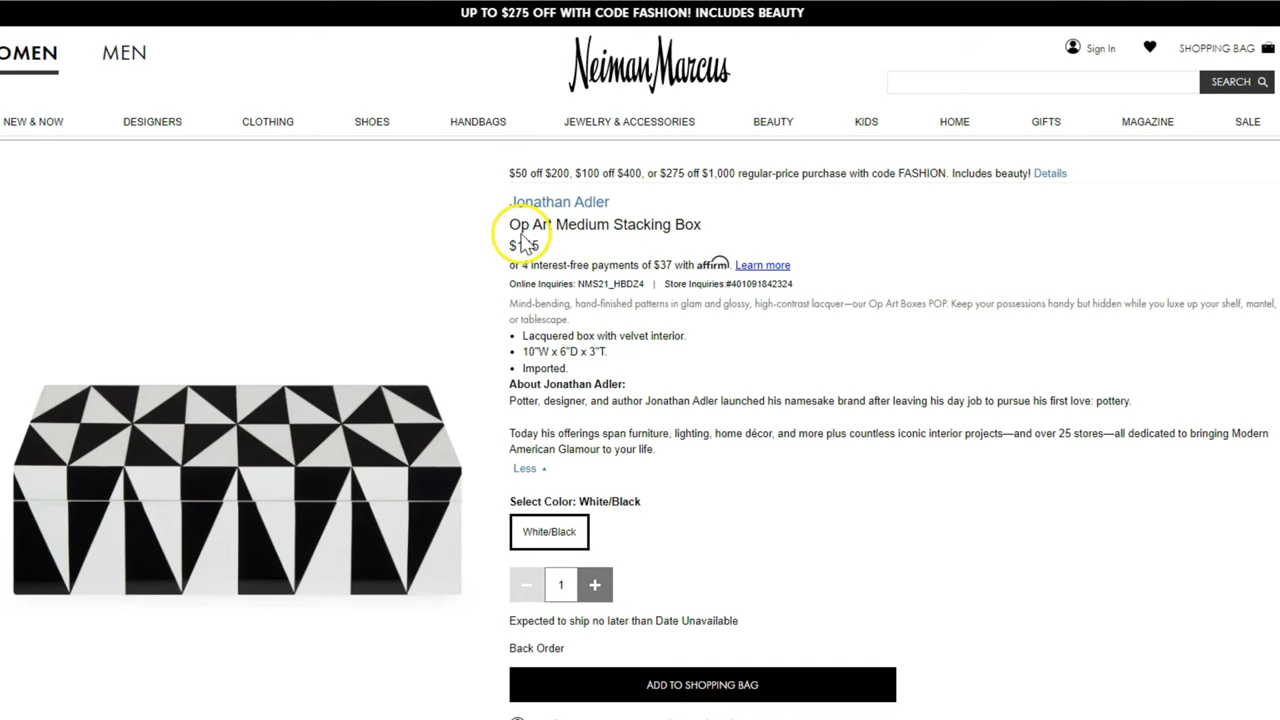 UP TO $275 OFF WITH CODE FASHION! INCLUDES BEAUTY
OMEN MEN
Neiman Marcus
Sign In
SHOPPING BAG
SEARCH
NEW & NOW DESIGNERS CLOTHING SHOES HANDBAGS JEWELRY & ACCESSORIES BEAUTY KIDS HOME GIFTS MAGAZINE SALE
$50 off $200, $100 off $400, or $275 off $1,000 regular-price purchase with code FASHION. Includes beauty! Details
Jonathan Adler
Op Art Medium Stacking Box
or 4 interest-free payments of $37 with affirm. Learn more
Online Inquiries: NMS21_HBDZ4 | Store Inquiries:#401091842324
Mind-bending, hand-finished patterns in glam and glossy, high-contrast lacquer—our Op Art Boxes POP. Keep your possessions handy but hidden while you luxe up your shelf, mantel,
or tablescape.
• Lacquered box with velvet interior.
• 10"W x 6"D x 3"T.
• Imported.
About Jonathan Adler:
Potter, designer, and author Jonathan Adler launched his namesake brand after leaving his day job to pursue his first love: pottery.
Today his offerings span furniture, lighting, home décor, and more plus countless iconic interior projects—and over 25 stores—all dedicated to bringing Modern
American Glamour to your life.
Less
Select Color: White/Black
White/Black
− 1 +
Expected to ship no later than Date Unavailable
Back Order
ADD TO SHOPPING BAG